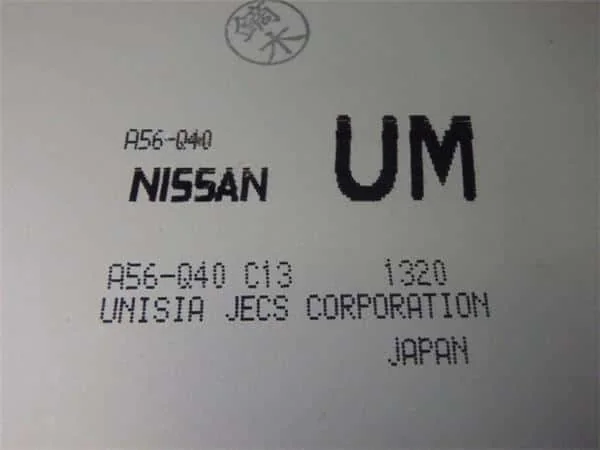 A56-Q40
NISSAN
UM
A56-Q40 C13 1320
UNISIA JECS CORPORATION
JAPAN